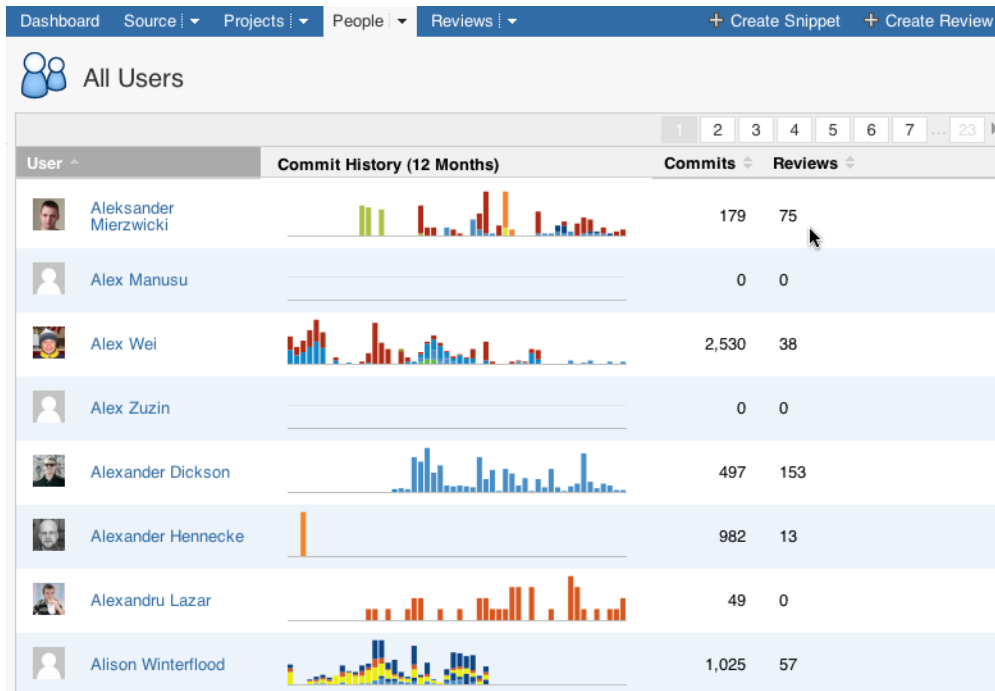 Dashboard Source Projects People Reviews + Create Snippet + Create Review
All Users
1 2 3 4 5 6 7 ... 23
User Commit History (12 Months) Commits Reviews
Aleksander
Mierzwicki 179 75
Alex Manusu 0 0
Alex Wei 2,530 38
Alex Zuzin 0 0
Alexander Dickson 497 153
Alexander Hennecke 982 13
Alexandru Lazar 49 0
Alison Winterflood 1,025 57